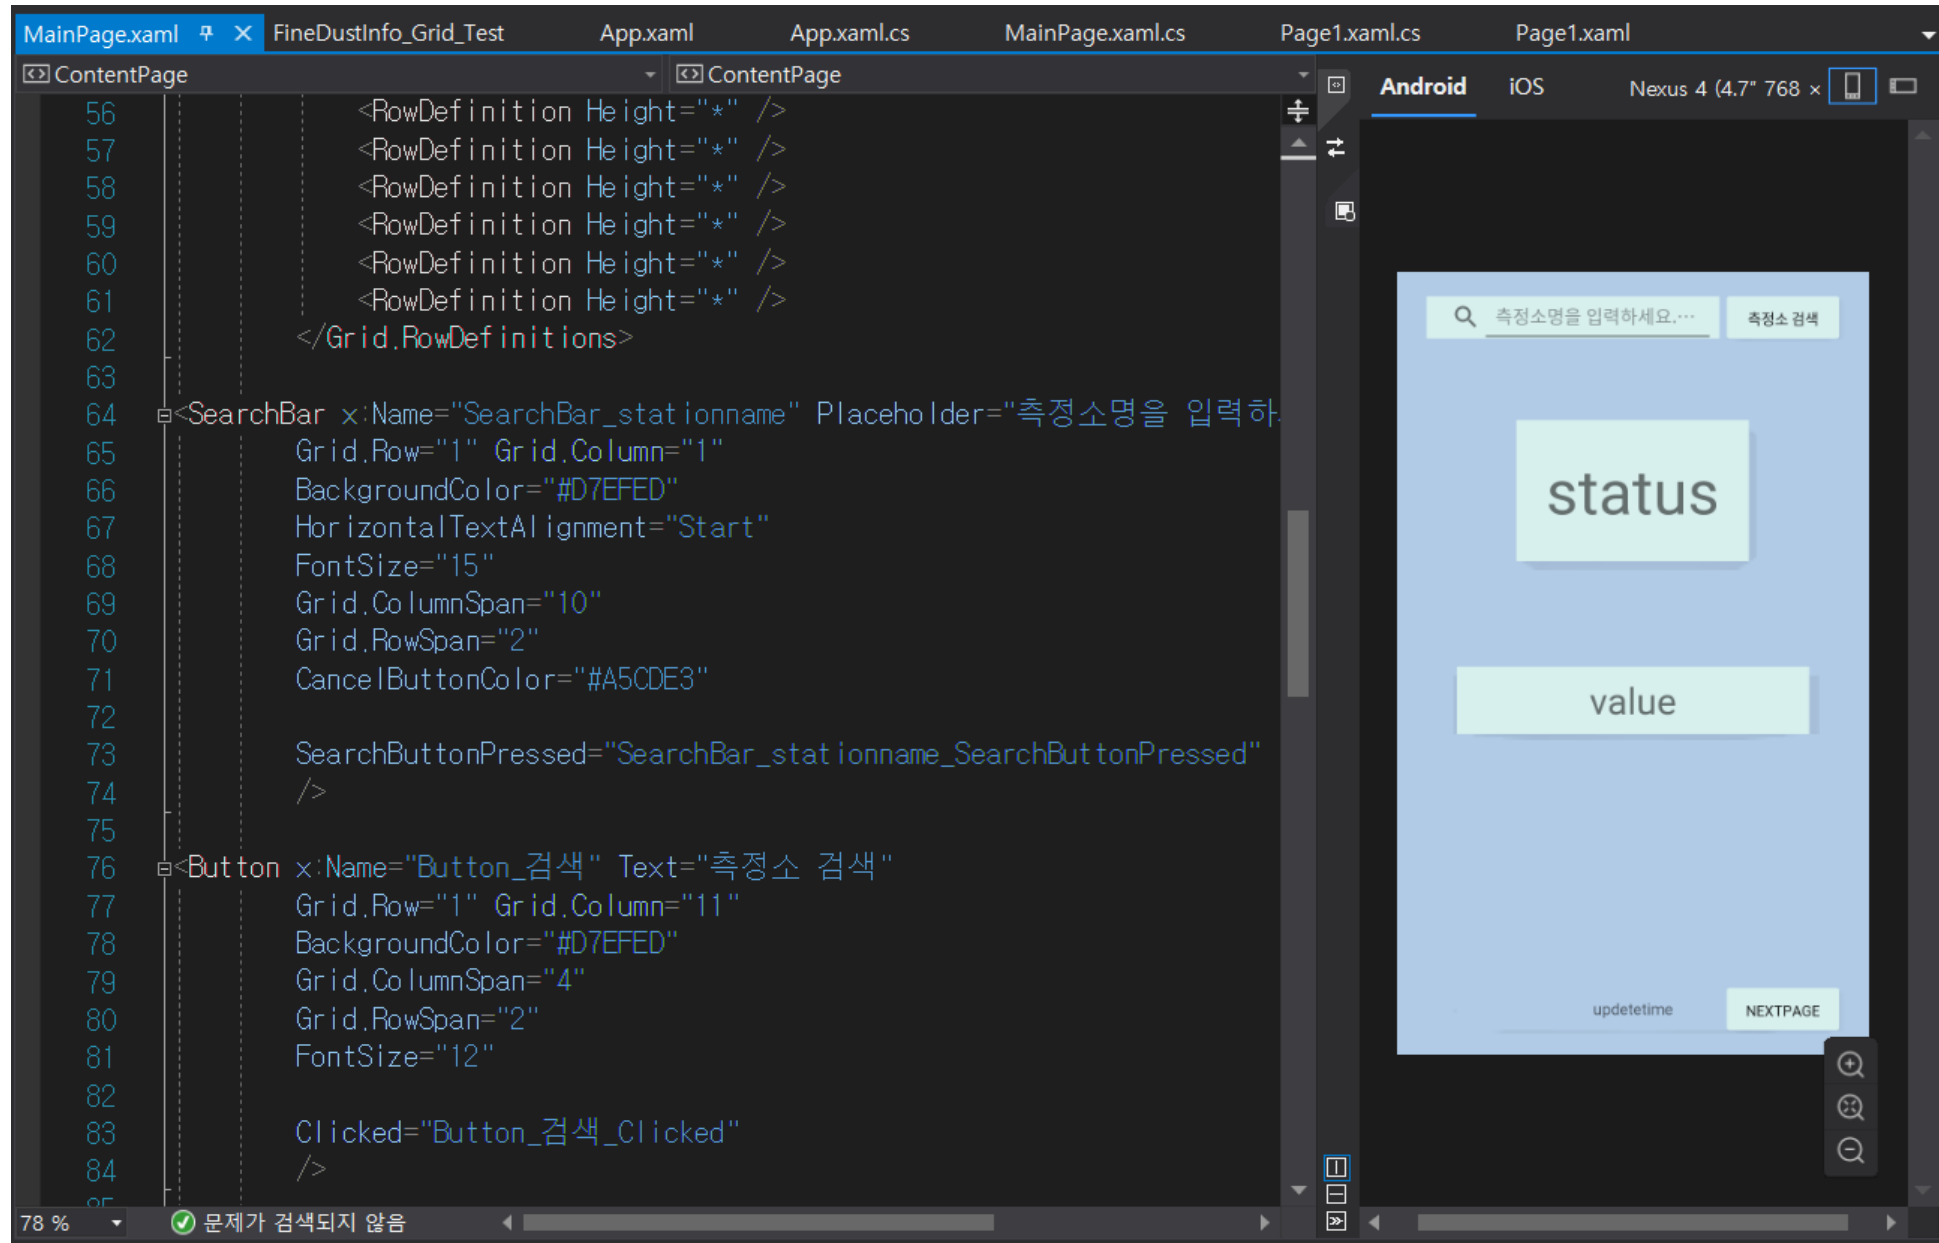 MainPage.xaml FineDustInfo_Grid_Test App.xaml App.xaml.cs MainPage.xaml.cs Page1.xaml.cs Page1.xaml
ContentPage ContentPage
56 <RowDefinition Height="*" />
57 <RowDefinition Height="*" />
58 <RowDefinition Height="*" />
59 <RowDefinition Height="*" />
60 <RowDefinition Height="*" />
61 <RowDefinition Height="*" />
62 </Grid.RowDefinitions>
63
64 <SearchBar x:Name="SearchBar_stationname" Placeholder="측정소명을 입력하
65 Grid.Row="1" Grid.Column="1"
66 BackgroundColor="#D7EFED"
67 HorizontalTextAlignment="Start"
68 FontSize="15"
69 Grid.ColumnSpan="10"
70 Grid.RowSpan="2"
71 CancelButtonColor="#A5CDE3"
72
73 SearchButtonPressed="SearchBar_stationname_SearchButtonPressed"
74 />
75
76 <Button x:Name="Button_검색" Text="측정소 검색"
77 Grid.Row="1" Grid.Column="11"
78 BackgroundColor="#D7EFED"
79 Grid.ColumnSpan="4"
80 Grid.RowSpan="2"
81 FontSize="12"
82
83 Clicked="Button_검색_Clicked"
84 />
78 % 문제가 검색되지 않음
Android iOS Nexus 4 (4.7" 768 ×
측정소명을 입력하세요.… 측정소 검색
status
value
updetetime NEXTPAGE